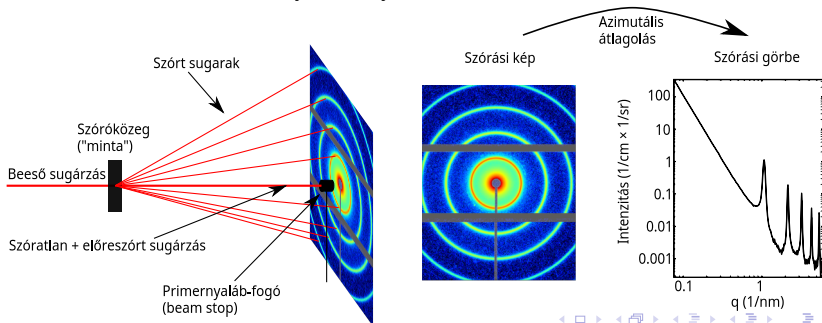 Szórt sugarak
Szóróközeg
("minta")
Beeső sugárzás
Szóratlan + előreszórt sugárzás
Primernyaláb-fogó
(beam stop)
Azimutális
átlagolás
Szórási kép
Szórási görbe
Intenzitás (1/cm × 1/sr)
100
10
1
0.1
0.01
0.001
0.1
1
q (1/nm)